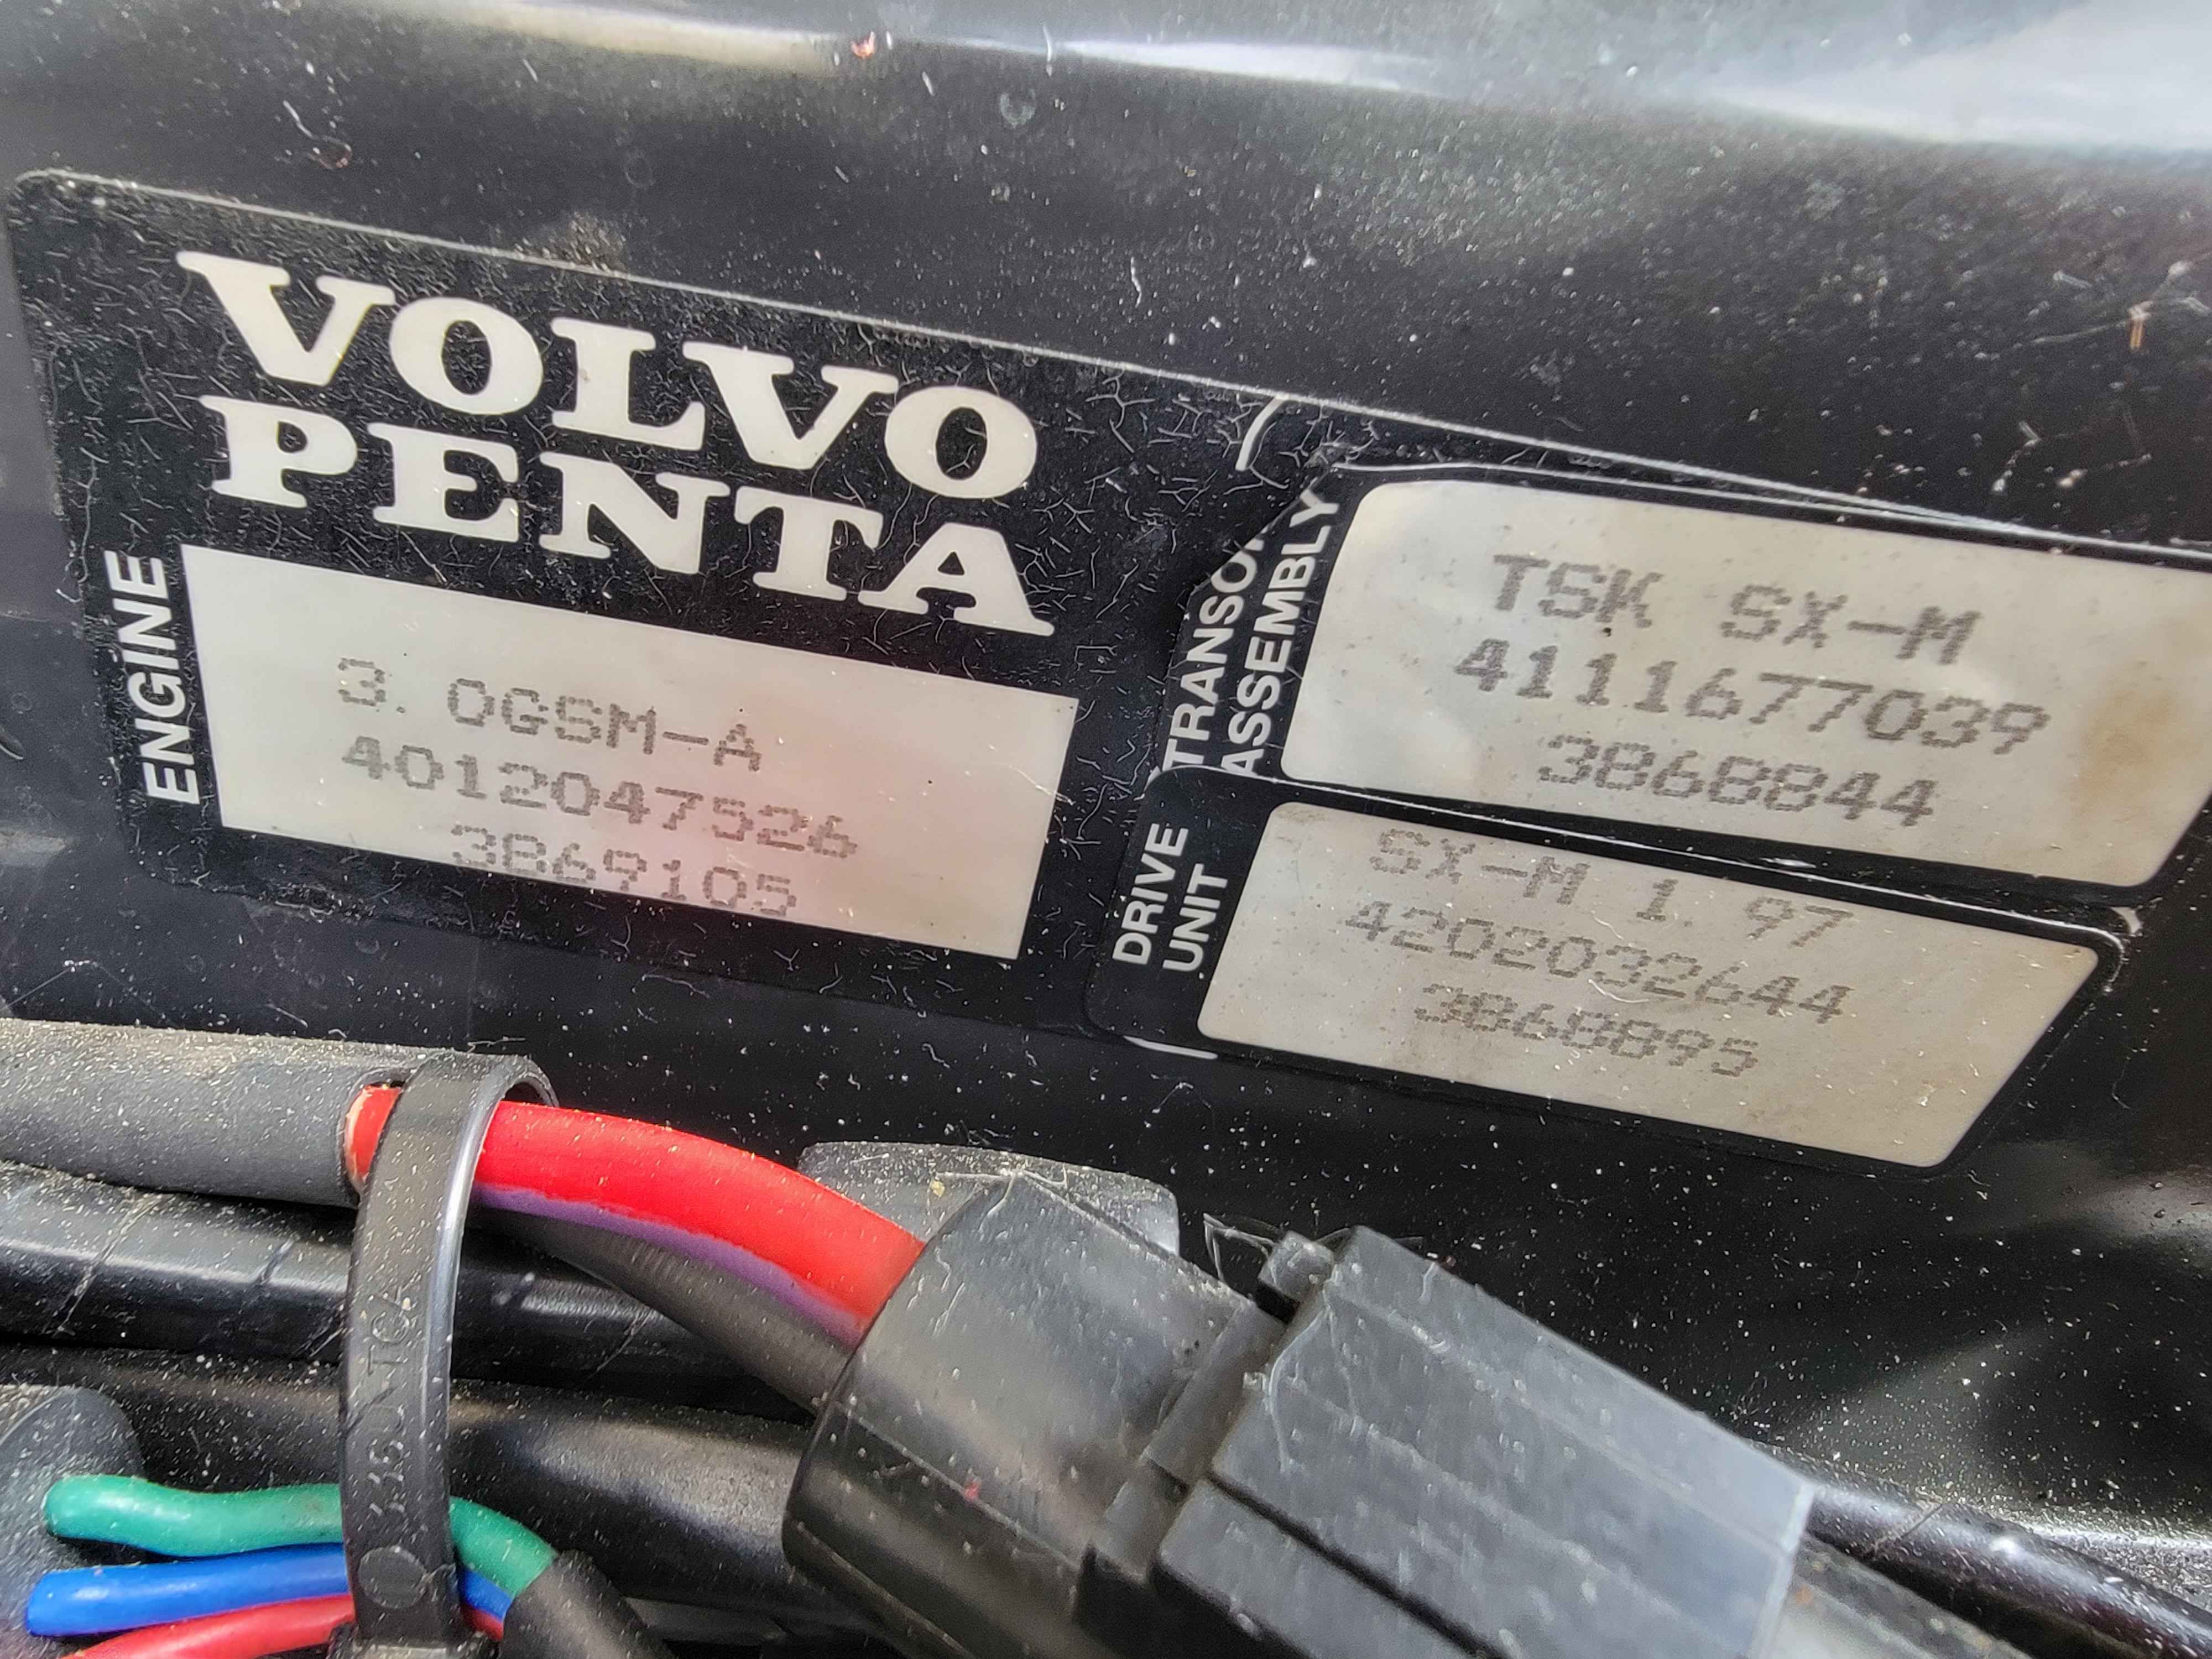 VOLVO
PENTA
ENGINE
3.0GSM-A
4012047526
3869105
TRANSOM
ASSEMBLY
TSK SX-M
4111677039
3868844
DRIVE
UNIT
SX-M 1.97
4202032644
3868895